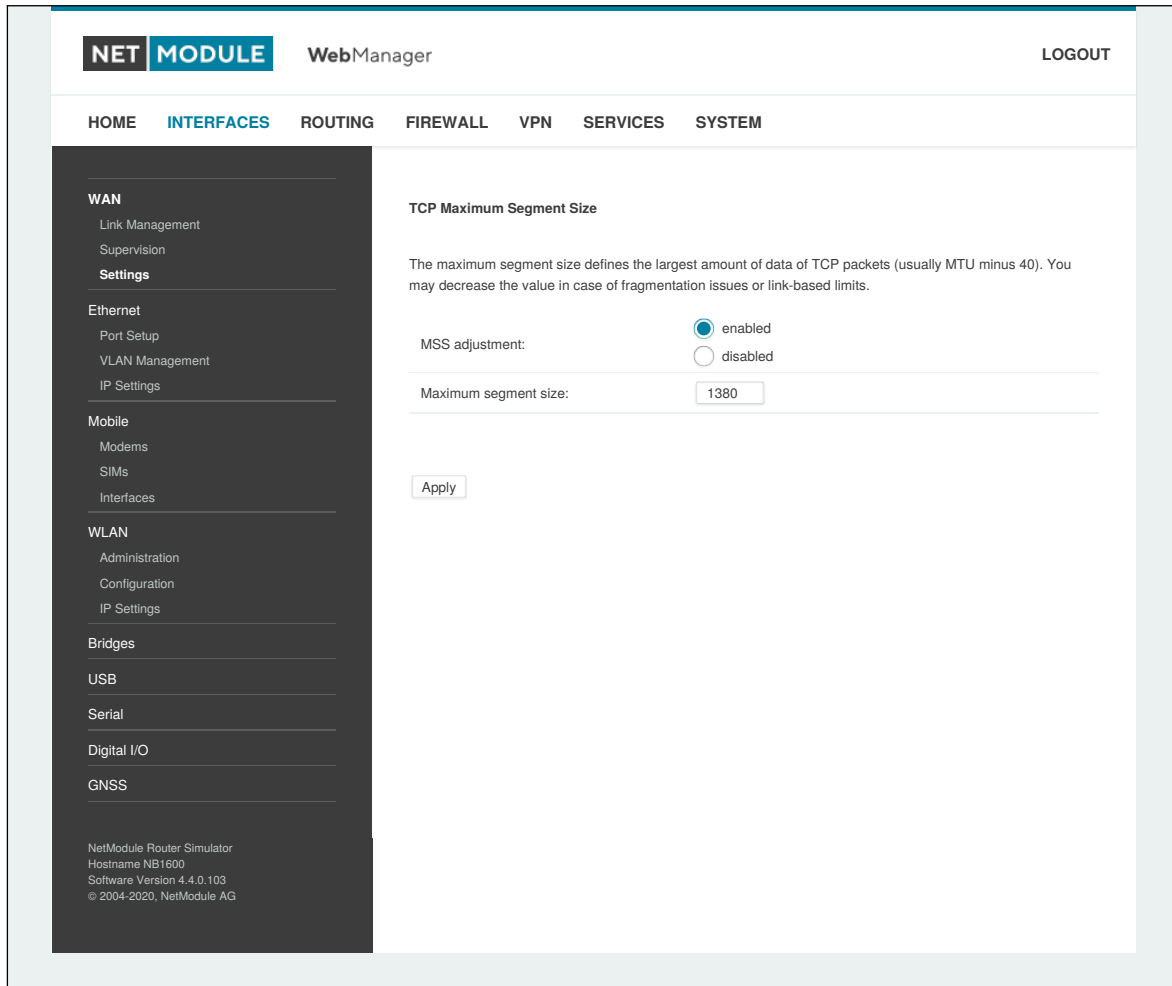 NET MODULE WebManager LOGOUT
HOME INTERFACES ROUTING FIREWALL VPN SERVICES SYSTEM
WAN
Link Management
Supervision
Settings
Ethernet
Port Setup
VLAN Management
IP Settings
Mobile
Modems
SIMs
Interfaces
WLAN
Administration
Configuration
IP Settings
Bridges
USB
Serial
Digital I/O
GNSS
NetModule Router Simulator
Hostname NB1600
Software Version 4.4.0.103
© 2004-2020, NetModule AG
TCP Maximum Segment Size
The maximum segment size defines the largest amount of data of TCP packets (usually MTU minus 40). You
may decrease the value in case of fragmentation issues or link-based limits.
MSS adjustment:
enabled
disabled
Maximum segment size: 1380
Apply